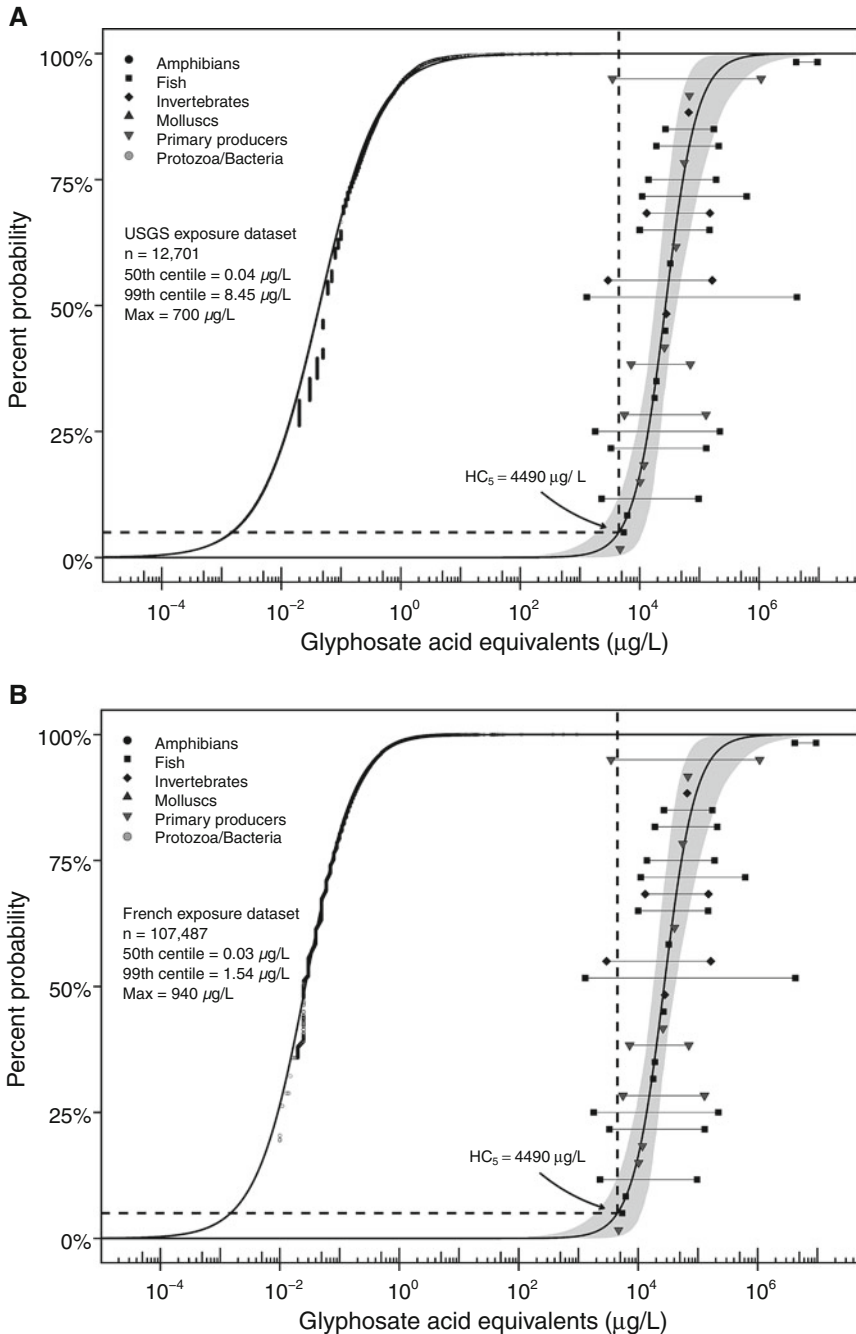 A
100%
75%
50%
25%
0%
Percent probability
Amphibians
Fish
Invertebrates
Molluscs
Primary producers
Protozoa/Bacteria
USGS exposure dataset
n = 12,701
50th centile = 0.04 µg/L
99th centile = 8.45 µg/L
Max = 700 µg/L
HC₅ = 4490 µg/ L
10⁻⁴ 10⁻² 10⁰ 10² 10⁴ 10⁶
Glyphosate acid equivalents (µg/L)
B
100%
75%
50%
25%
0%
Percent probability
Amphibians
Fish
Invertebrates
Molluscs
Primary producers
Protozoa/Bacteria
French exposure dataset
n = 107,487
50th centile = 0.03 µg/L
99th centile = 1.54 µg/L
Max = 940 µg/L
HC₅ = 4490 µg/L
10⁻⁴ 10⁻² 10⁰ 10² 10⁴ 10⁶
Glyphosate acid equivalents (µg/L)